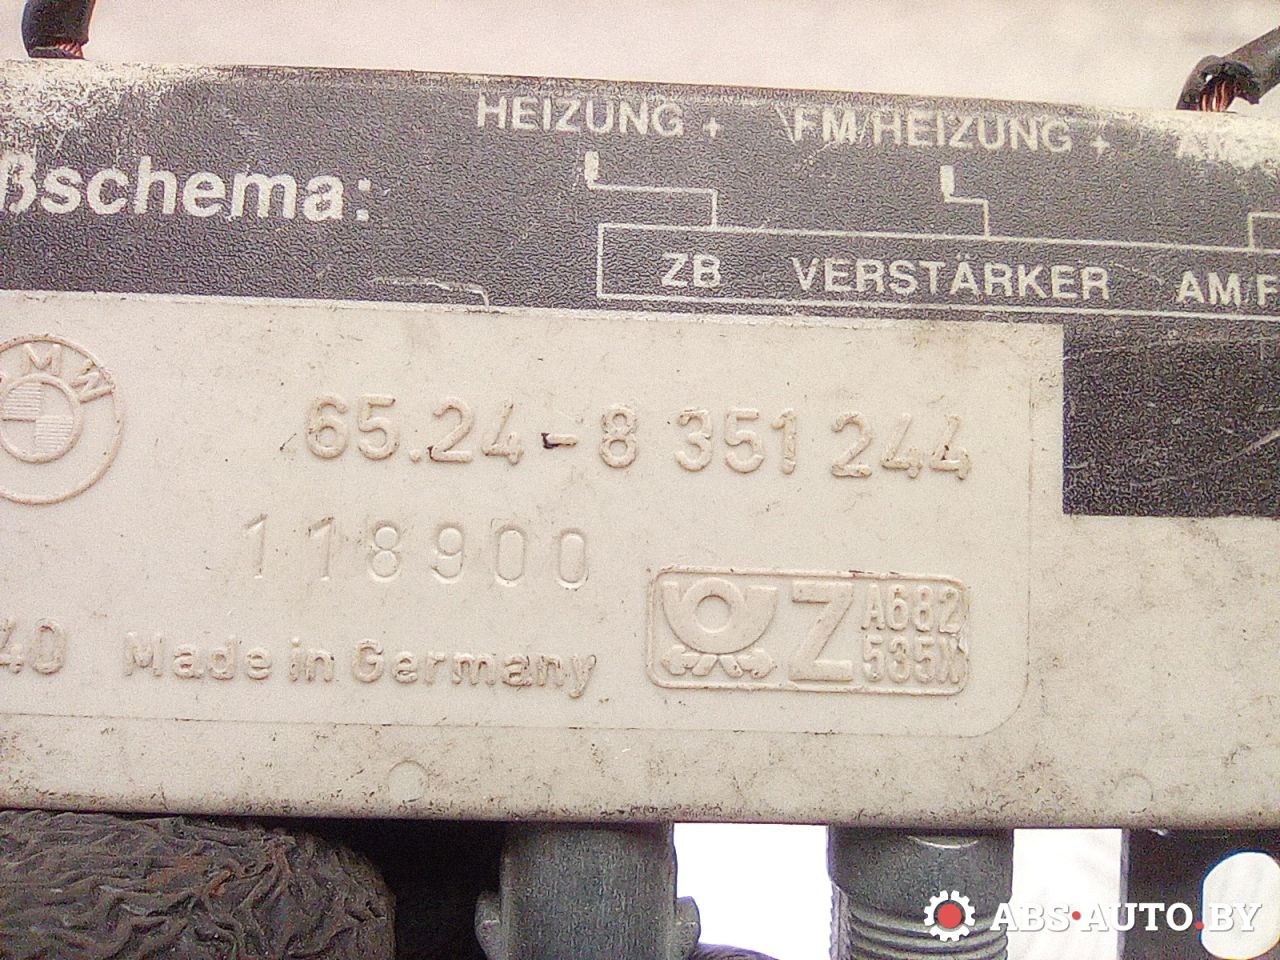 HEIZUNG + FM/HEIZUNG + AM
ßschema:
ZB VERSTÄRKER AM/F
BMW
65.24-8 351 244
118900
40 Made in Germany
Z A682
535X
ABS·AUTO.BY